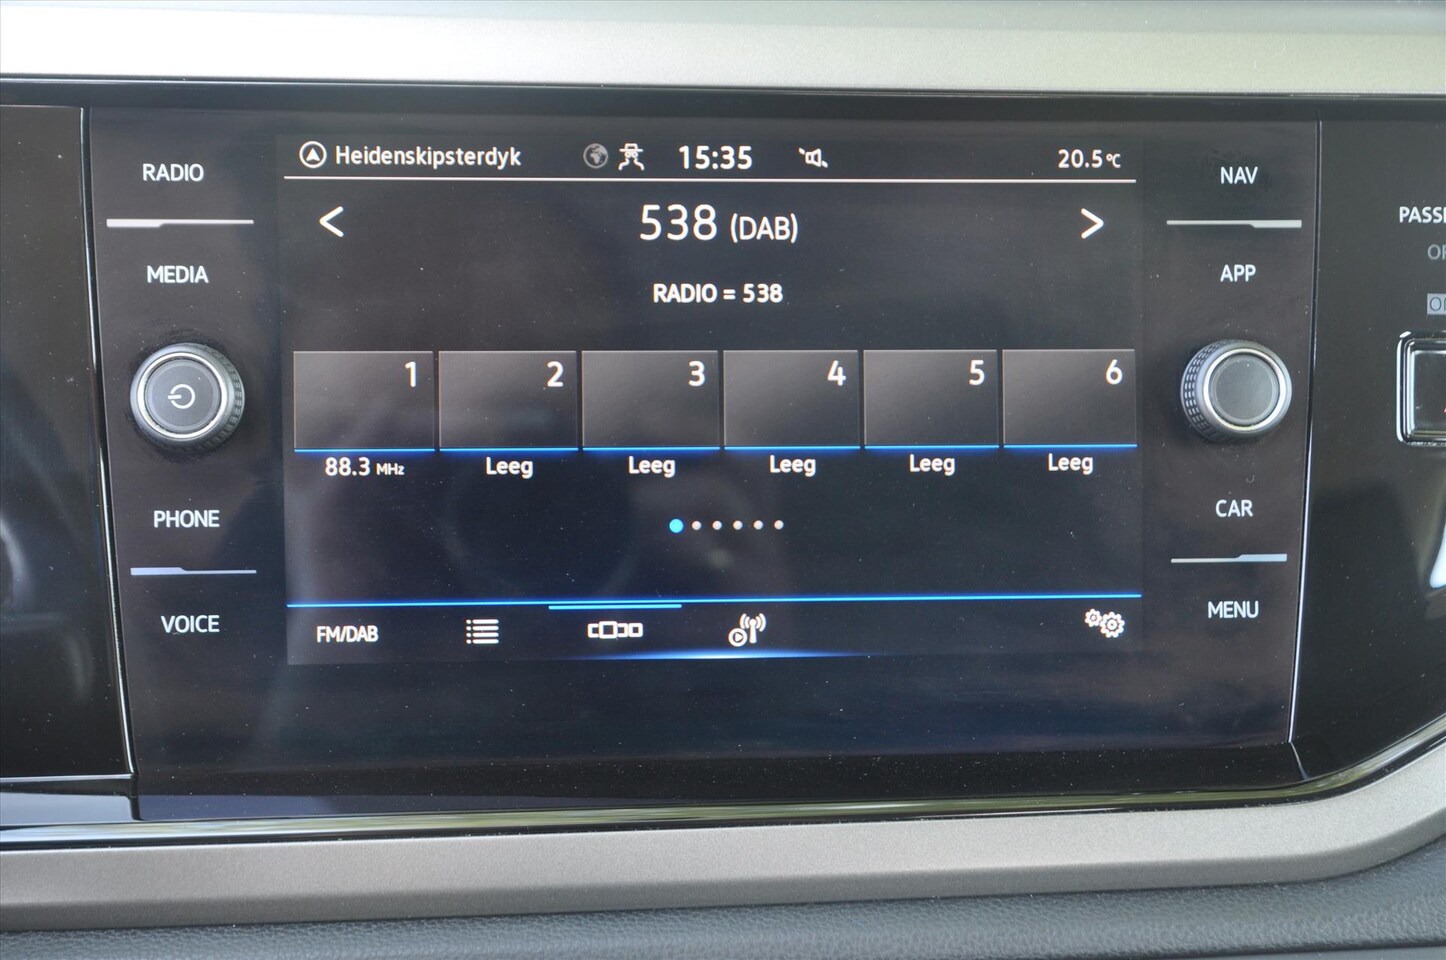 RADIO
MEDIA
PHONE
VOICE
Heidenskipsterdyk
15:35
20.5°C
538 (DAB)
RADIO = 538
1 2 3 4 5 6
88.3 MHz Leeg Leeg Leeg Leeg Leeg
FM/DAB
NAV
APP
CAR
MENU